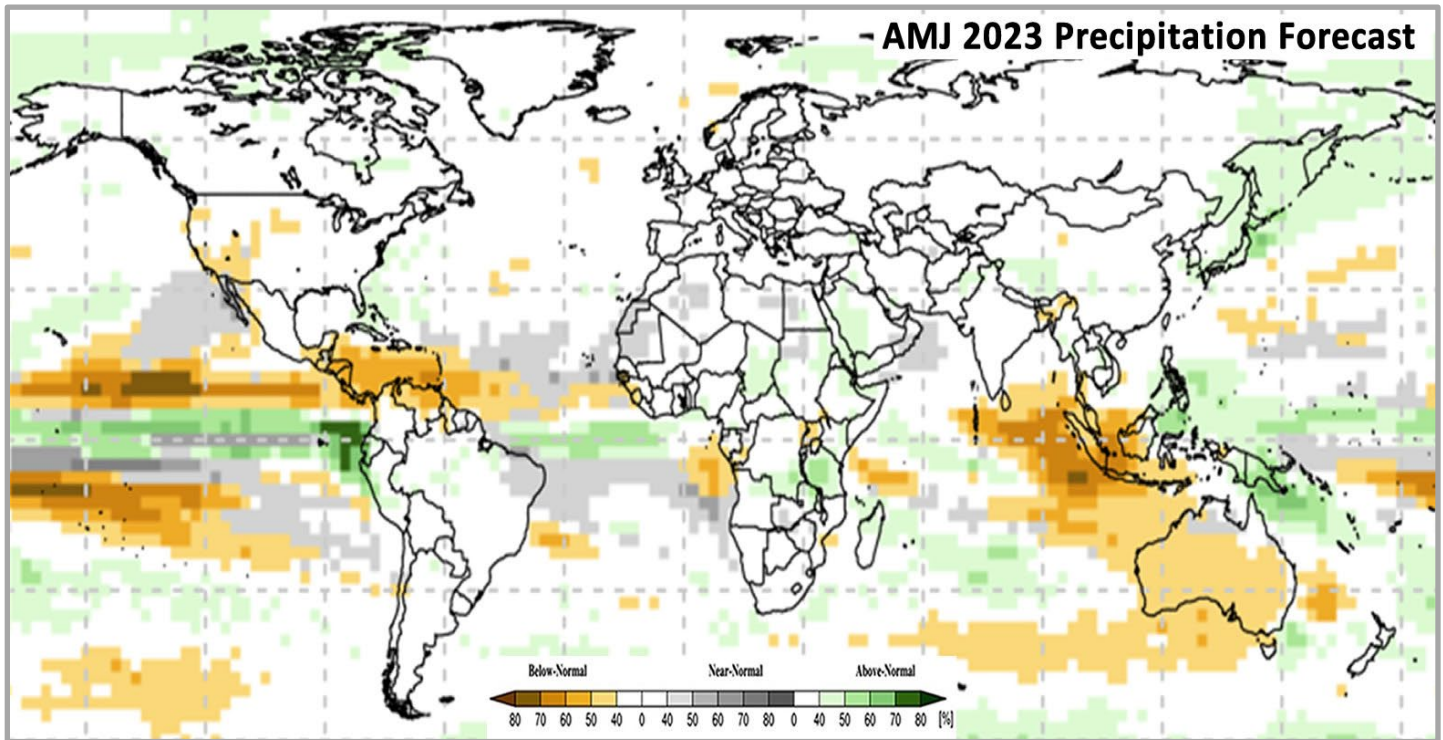 AMJ 2023 Precipitation Forecast
Below-Normal Near-Normal Above-Normal
80 70 60 50 40 0 40 50 60 70 80 0 40 50 60 70 80 [%]